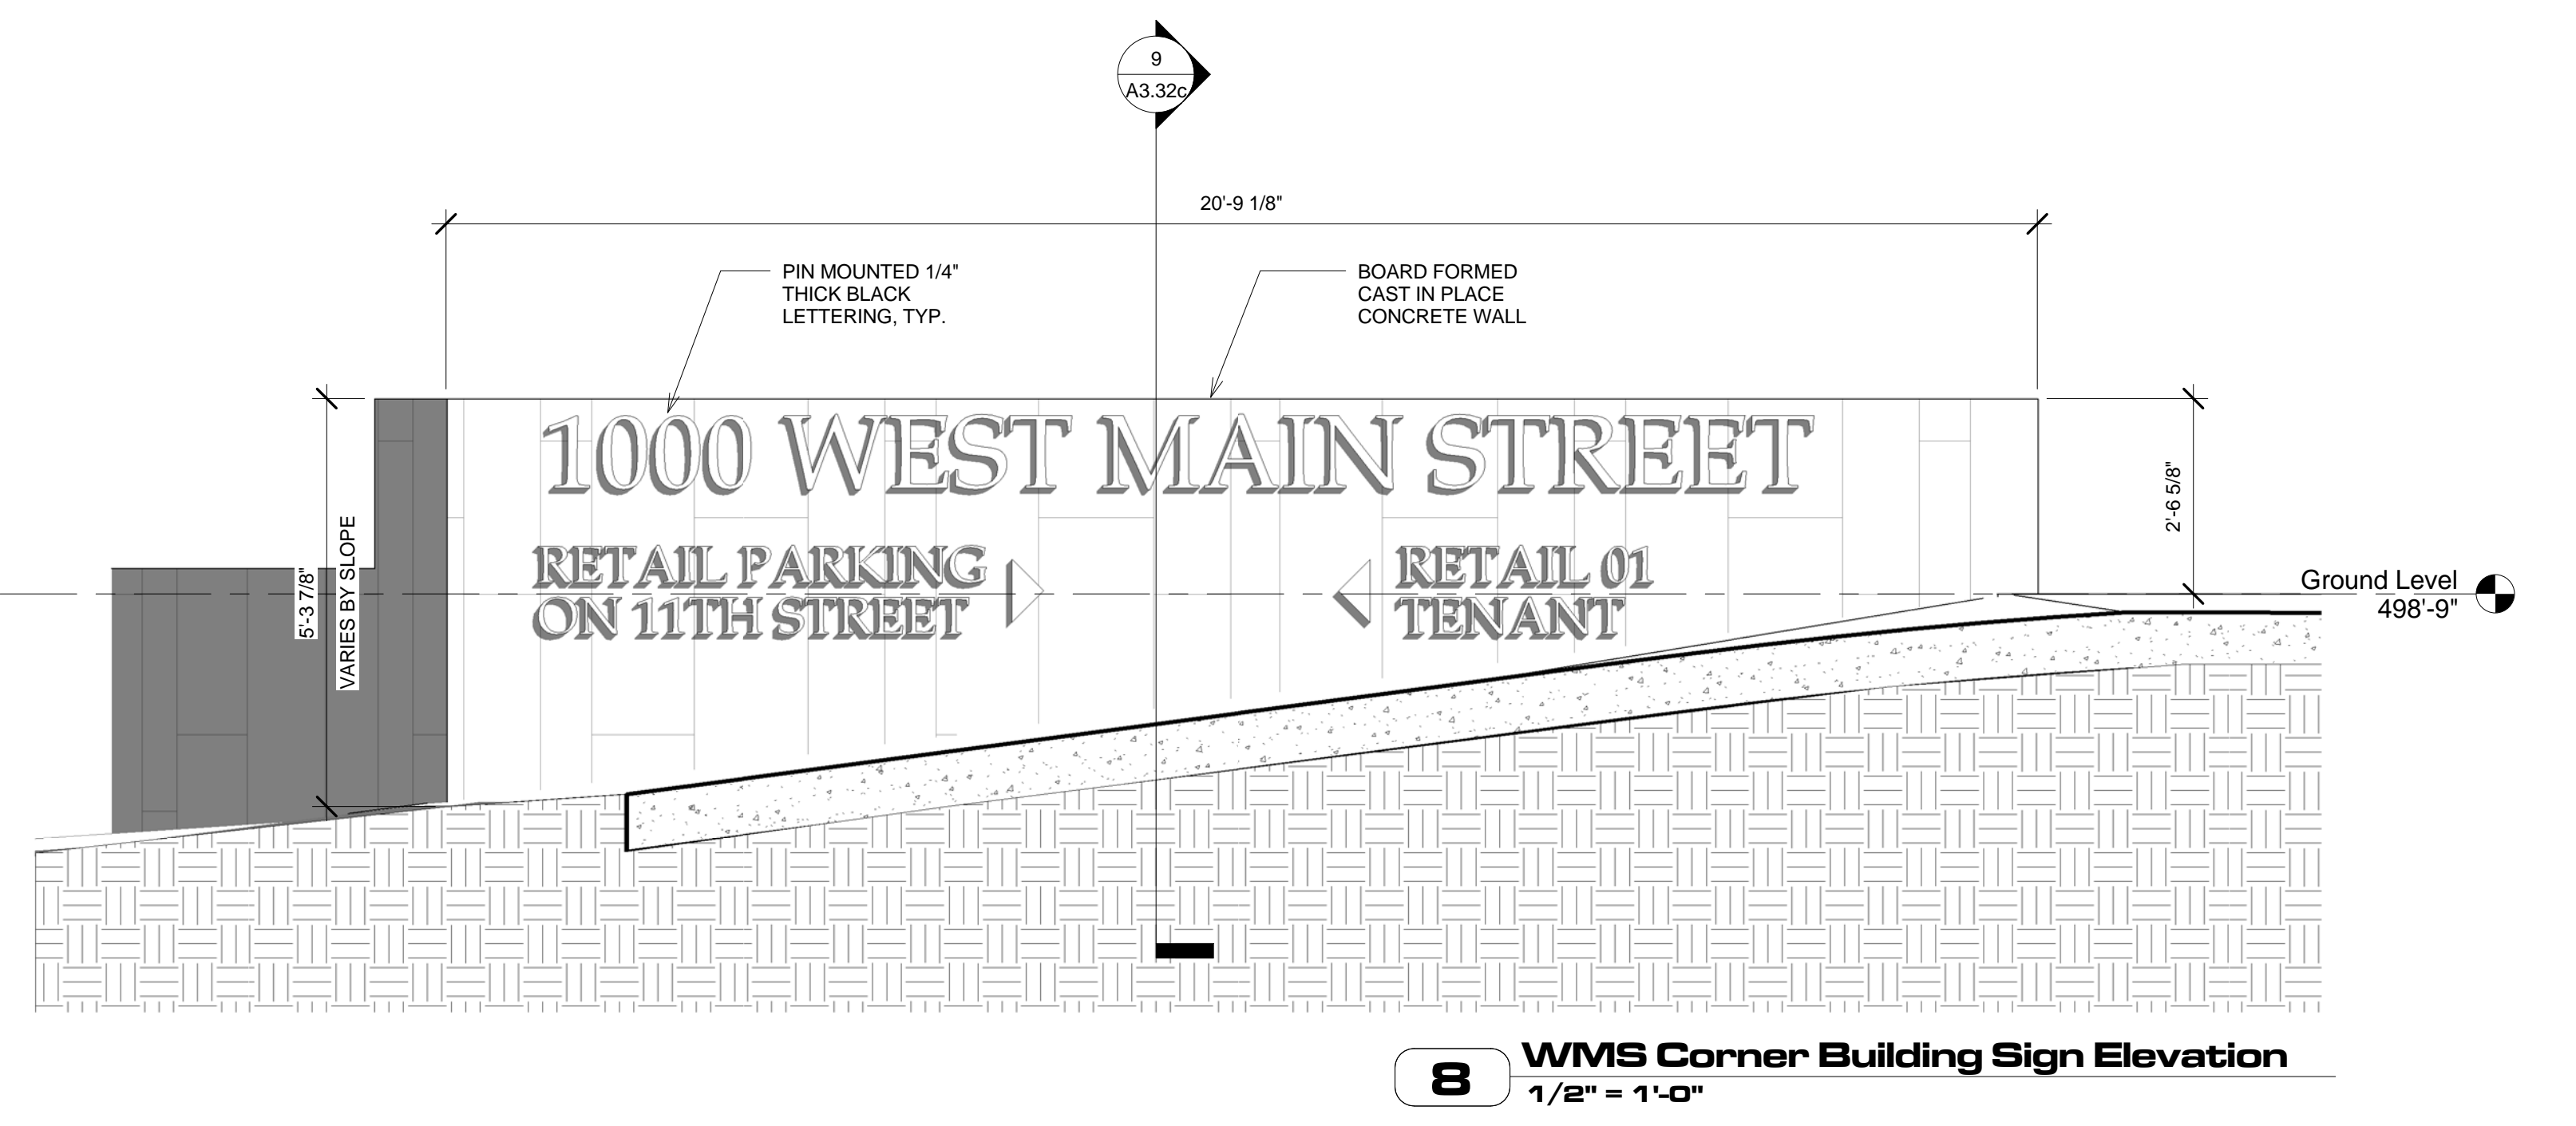 9
A3.32c
20'-9 1/8"
PIN MOUNTED 1/4"
THICK BLACK
LETTERING, TYP.
BOARD FORMED
CAST IN PLACE
CONCRETE WALL
1000 WEST MAIN STREET
RETAIL PARKING
ON 11TH STREET
RETAIL 01
TENANT
5'-3 7/8"
VARIES BY SLOPE
2'-6 5/8"
Ground Level
498'-9"
8
WMS Corner Building Sign Elevation
1/2" = 1'-0"